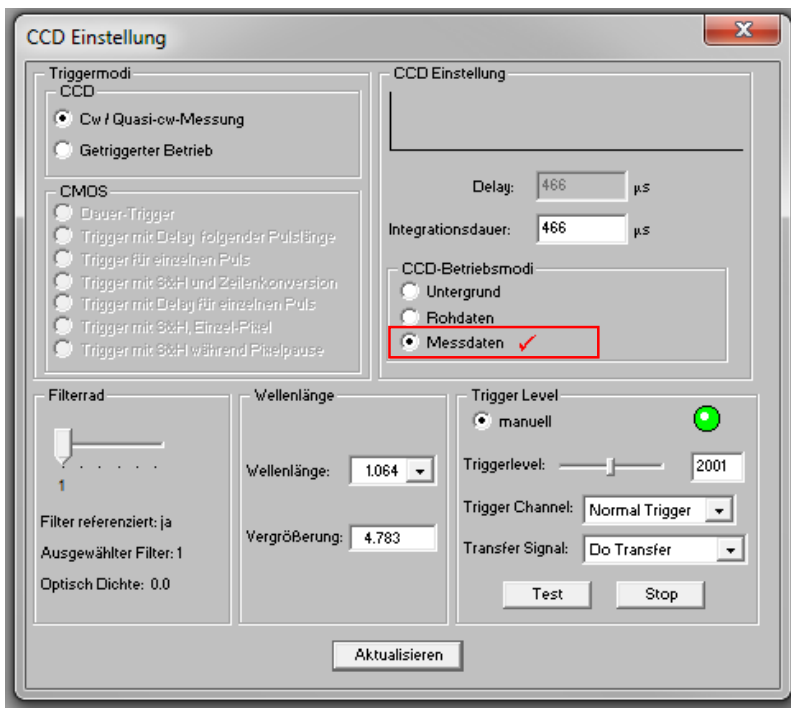 CCD Einstellung
Triggermodi
CCD
Cw / Quasi-cw-Messung
Getriggerter Betrieb
CMOS
Dauer-Trigger
Trigger mit Delay folgender Pulslänge
Trigger für einzelnen Puls
Trigger mit S&H und Zeilenkonversion
Trigger mit Delay für einzelnen Puls
Trigger mit S&H, Einzel-Pixel
Trigger mit S&H während Pixelpause
CCD Einstellung
Delay: 466 µs
Integrationsdauer: 466 µs
CCD-Betriebsmodi
Untergrund
Rohdaten
Messdaten ✓
Filterrad
1
Filter referenziert: ja
Ausgewählter Filter: 1
Optisch Dichte: 0.0
Wellenlänge
Wellenlänge: 1.064
Vergrößerung: 4.783
Trigger Level
manuell
Triggerlevel: 2001
Trigger Channel: Normal Trigger
Transfer Signal: Do Transfer
Test Stop
Aktualisieren